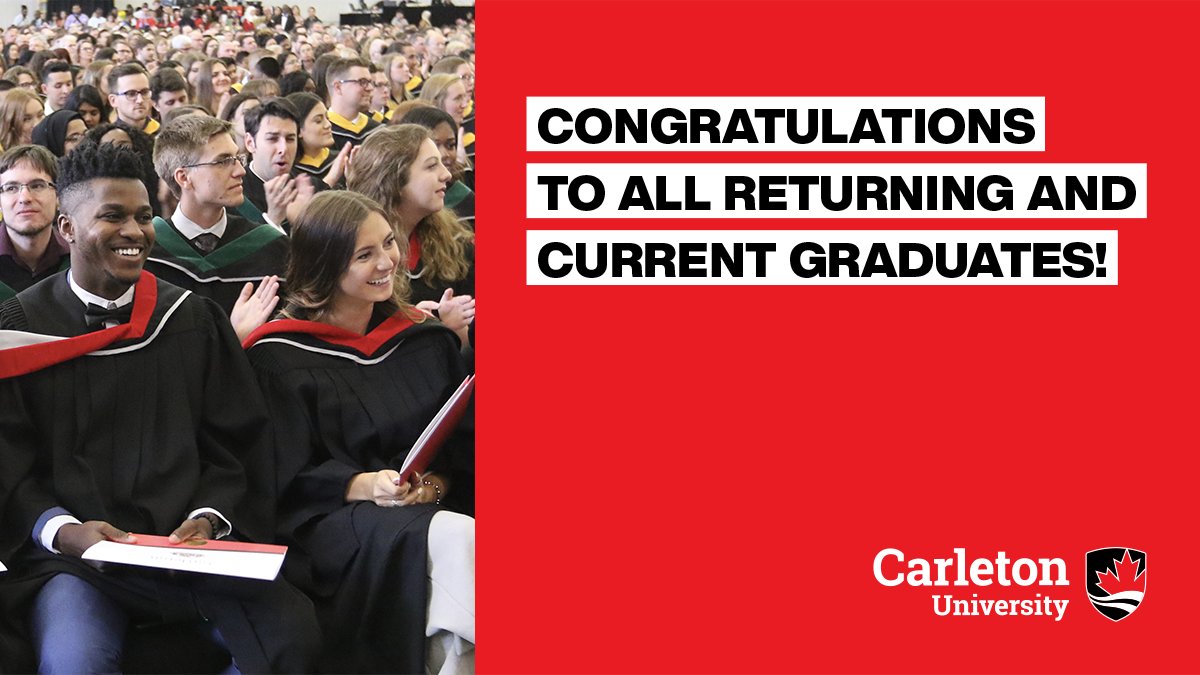 CONGRATULATIONS
TO ALL RETURNING AND
CURRENT GRADUATES!
Carleton
University